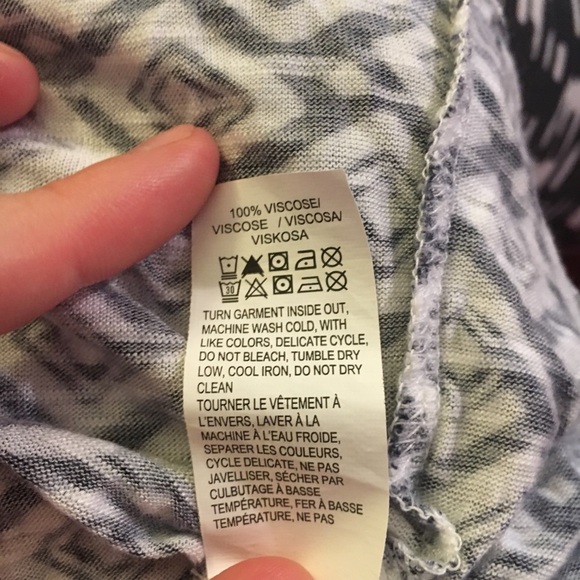 100% VISCOSE/
VISCOSE / VISCOSA/
VISKOSA
30
TURN GARMENT INSIDE OUT,
MACHINE WASH COLD, WITH
LIKE COLORS, DELICATE CYCLE,
DO NOT BLEACH, TUMBLE DRY
LOW, COOL IRON, DO NOT DRY
CLEAN
TOURNER LE VÊTEMENT À
L'ENVERS, LAVER À LA
MACHINE À L'EAU FROIDE,
SEPARER LES COULEURS,
CYCLE DELICATE, NE PAS
JAVELLISER, SÉCHER PAR
CULBUTAGE À BASSE
TEMPÉRATURE, FER À BASSE
TEMPÉRATURE, NE PAS